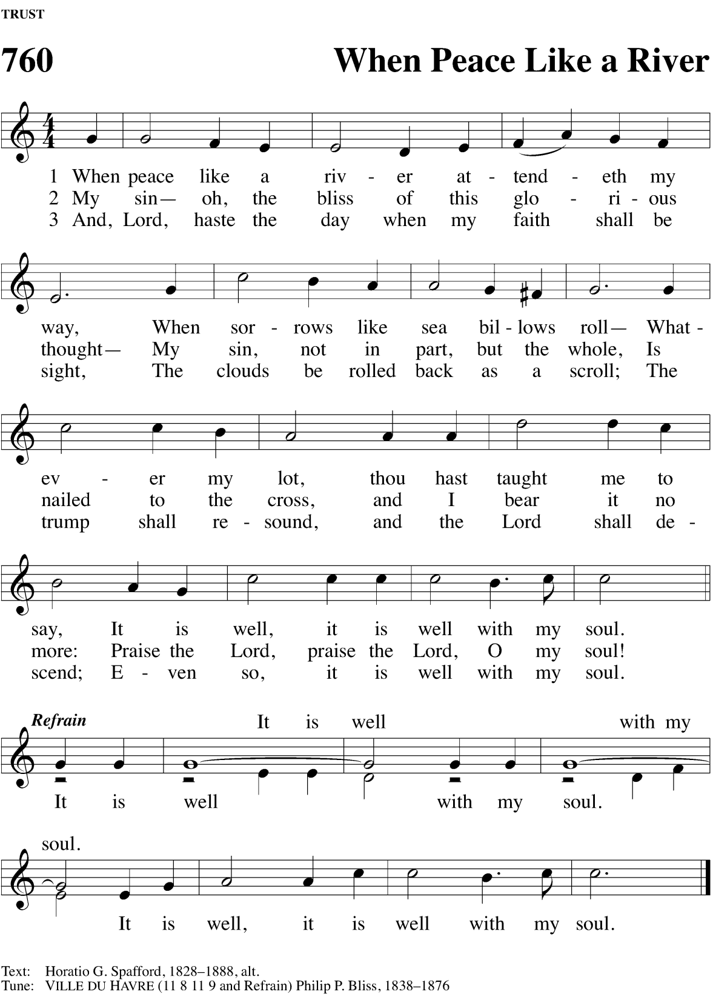 TRUST
760 When Peace Like a River
4
4
1 When peace like a riv - er at - tend - eth my
2 My sin— oh, the bliss of this glo - ri - ous
3 And, Lord, haste the day when my faith shall be
way, When sor - rows like sea bil - lows roll— What -
thought— My sin, not in part, but the whole, Is
sight, The clouds be rolled back as a scroll; The
ev - er my lot, thou hast taught me to
nailed to the cross, and I bear it no
trump shall re - sound, and the Lord shall de -
say, It is well, it is well with my soul.
more: Praise the Lord, praise the Lord, O my soul!
scend; E - ven so, it is well with my soul.
Refrain It is well with my
It is well with my soul.
soul.
It is well, it is well with my soul.
Text: Horatio G. Spafford, 1828–1888, alt.
Tune: VILLE DU HAVRE (11 8 11 9 and Refrain) Philip P. Bliss, 1838–1876